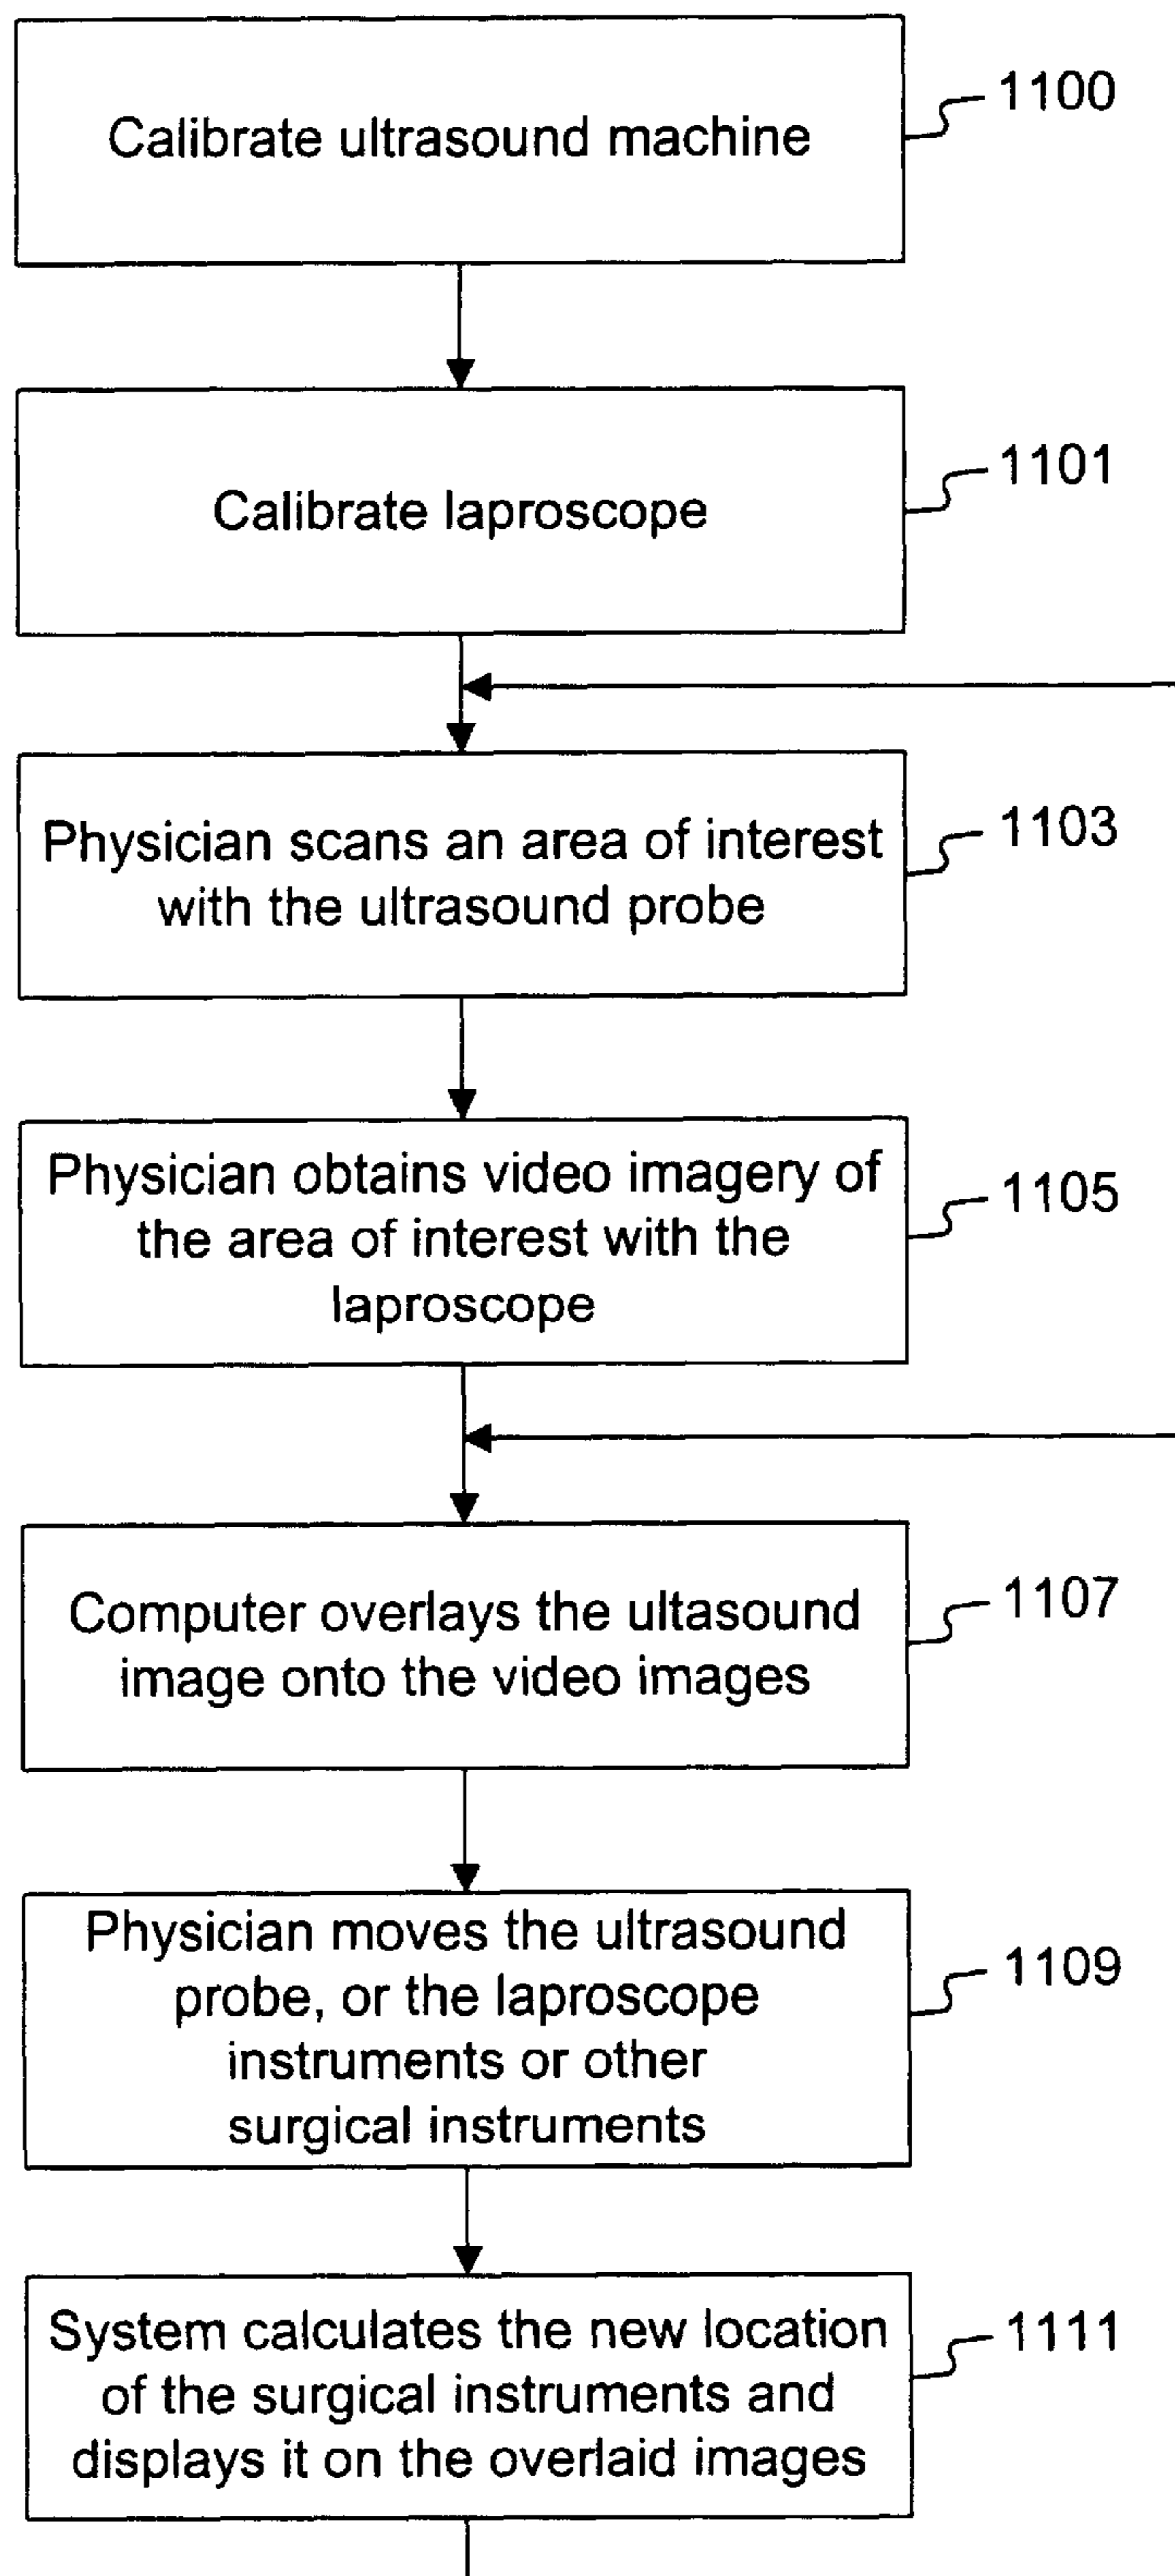 Calibrate ultrasound machine
1100
Calibrate laproscope
1101
Physician scans an area of interest
with the ultrasound probe
1103
Physician obtains video imagery of
the area of interest with the
laproscope
1105
Computer overlays the ultasound
image onto the video images
1107
Physician moves the ultrasound
probe, or the laproscope
instruments or other
surgical instruments
1109
System calculates the new location
of the surgical instruments and
displays it on the overlaid images
1111